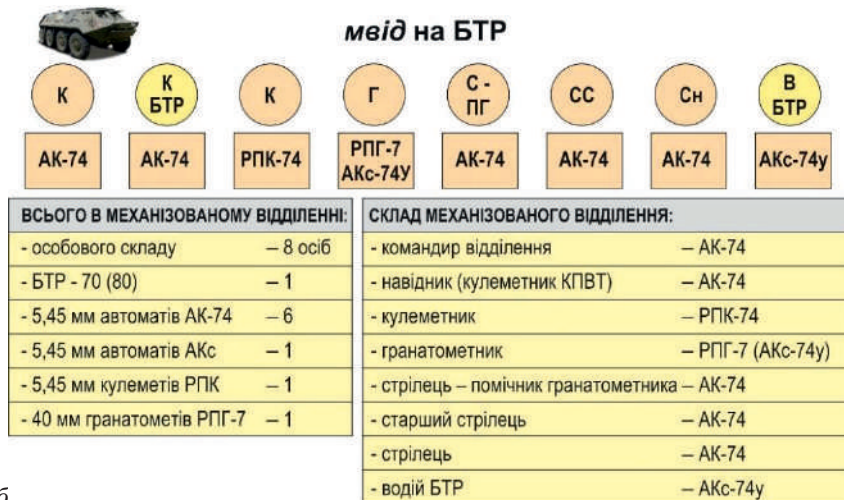 мвід на БТР
К К БТР К Г С - ПГ СС Сн В БТР
АК-74 АК-74 РПК-74 РПГ-7 АКс-74У АК-74 АК-74 АК-74 АКс-74у
ВСЬОГО В МЕХАНІЗОВАНОМУ ВІДДІЛЕННІ:
- особового складу – 8 осіб
- БТР - 70 (80) – 1
- 5,45 мм автоматів АК-74 – 6
- 5,45 мм автоматів АКс – 1
- 5,45 мм кулеметів РПК – 1
- 40 мм гранатометів РПГ-7 – 1
СКЛАД МЕХАНІЗОВАНОГО ВІДДІЛЕННЯ:
- командир відділення – АК-74
- навідник (кулеметник КПВТ) – АК-74
- кулеметник – РПК-74
- гранатометник – РПГ-7 (АКс-74у)
- стрілець – помічник гранатометника – АК-74
- старший стрілець – АК-74
- стрілець – АК-74
- водій БТР – АКс-74у
б